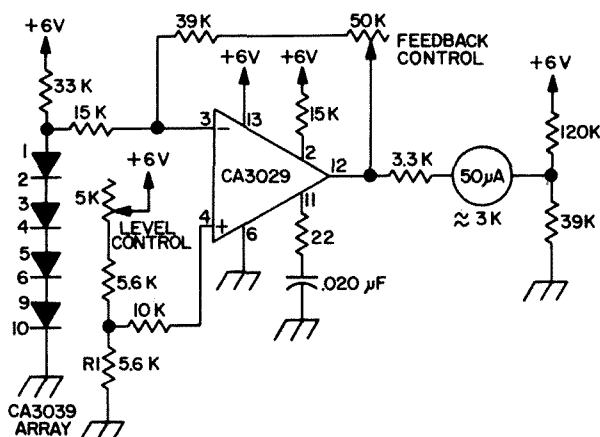 +6V
33K
15K
39K
50K
FEEDBACK
CONTROL
+6V
13
+6V
15K
2
3
−
CA3029
12
4
+
6
11
22
.020 µF
3.3K
50µA
≈ 3K
+6V
120K
39K
1
2
3
4
5
6
9
10
CA3039
ARRAY
+6V
5K
LEVEL
CONTROL
5.6K
10K
R1
5.6K